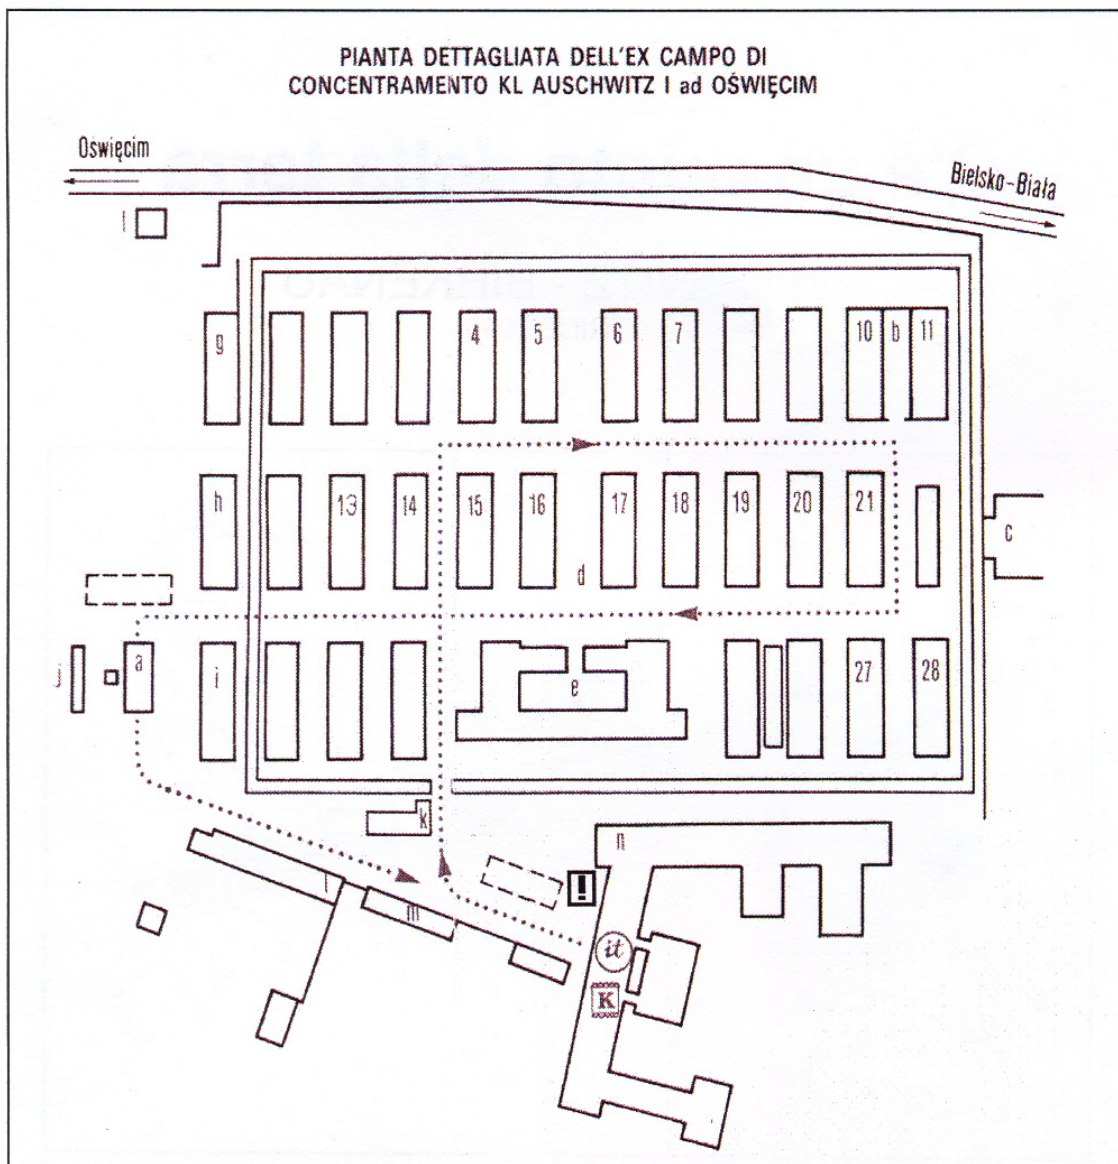 PIANTA DETTAGLIATA DELL'EX CAMPO DI
CONCENTRAMENTO KL AUSCHWITZ I ad OŚWIĘCIM
Oświęcim
Bielsko-Biała
l
g
4
5
6
7
10
b
11
h
13
14
15
16
17
18
19
20
21
c
d
j
a
i
e
27
28
k
n
!
l
m
it
K